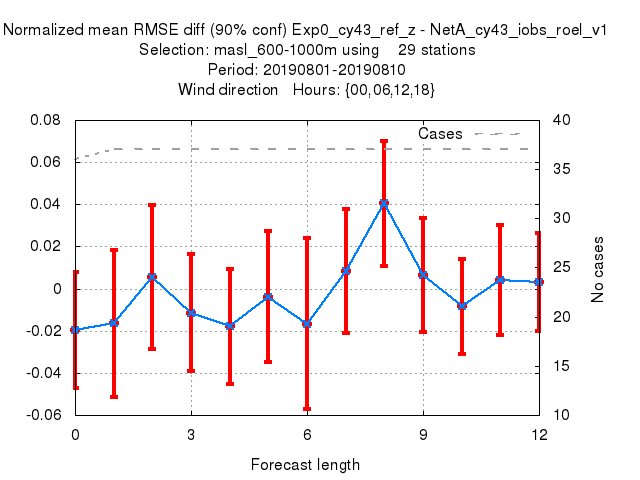 Normalized mean RMSE diff (90% conf) Exp0_cy43_ref_z - NetA_cy43_iobs_roel_v1
Selection: masl_600-1000m using    29 stations
Period: 20190801-20190810
Wind direction   Hours: {00,06,12,18}
0.08
0.06
0.04
0.02
0
-0.02
-0.04
-0.06
Cases
40
35
30
25
20
15
10
No cases
0 3 6 9 12
Forecast length